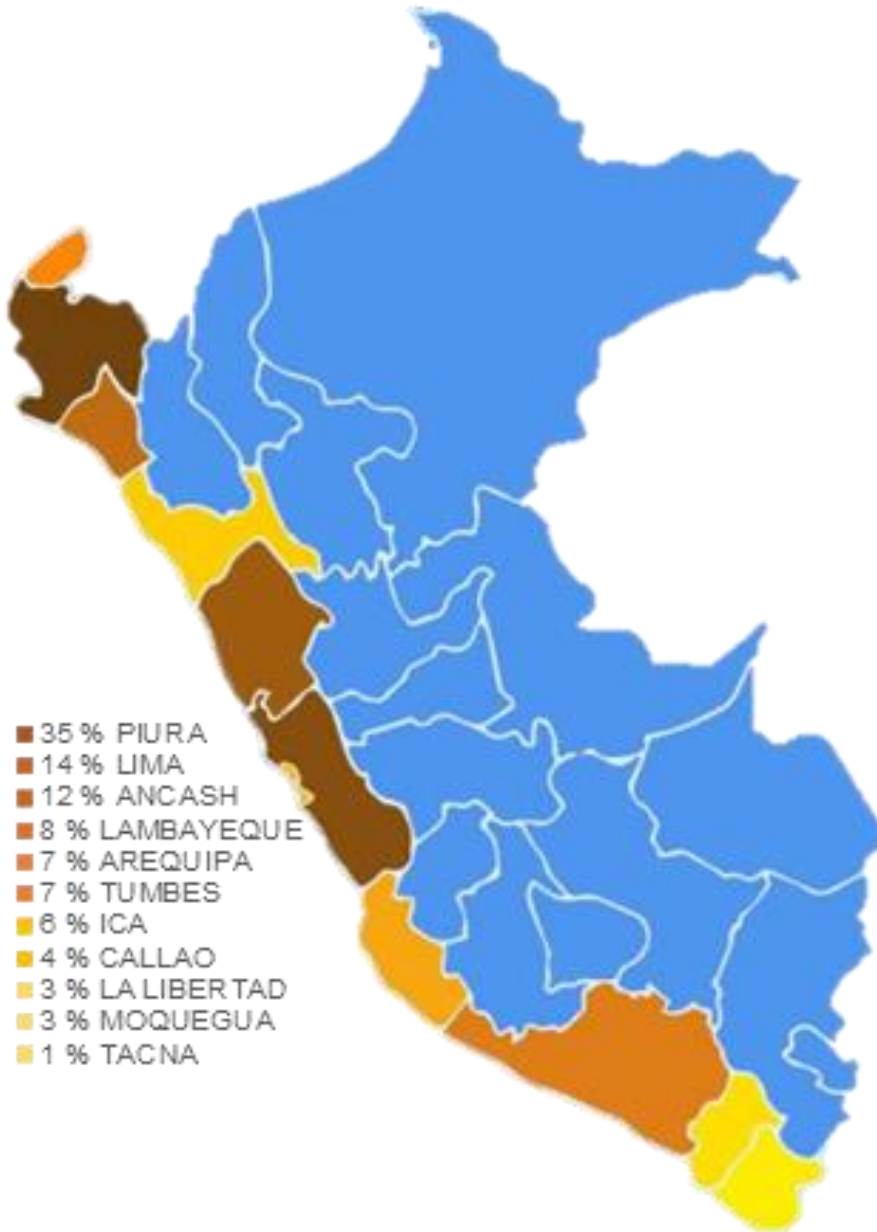 35 % PIURA
14 % LIMA
12 % ANCASH
8 % LAMBAYEQUE
7 % AREQUIPA
7 % TUMBES
6 % ICA
4 % CALLAO
3 % LA LIBERTAD
3 % MOQUEGUA
1 % TACNA